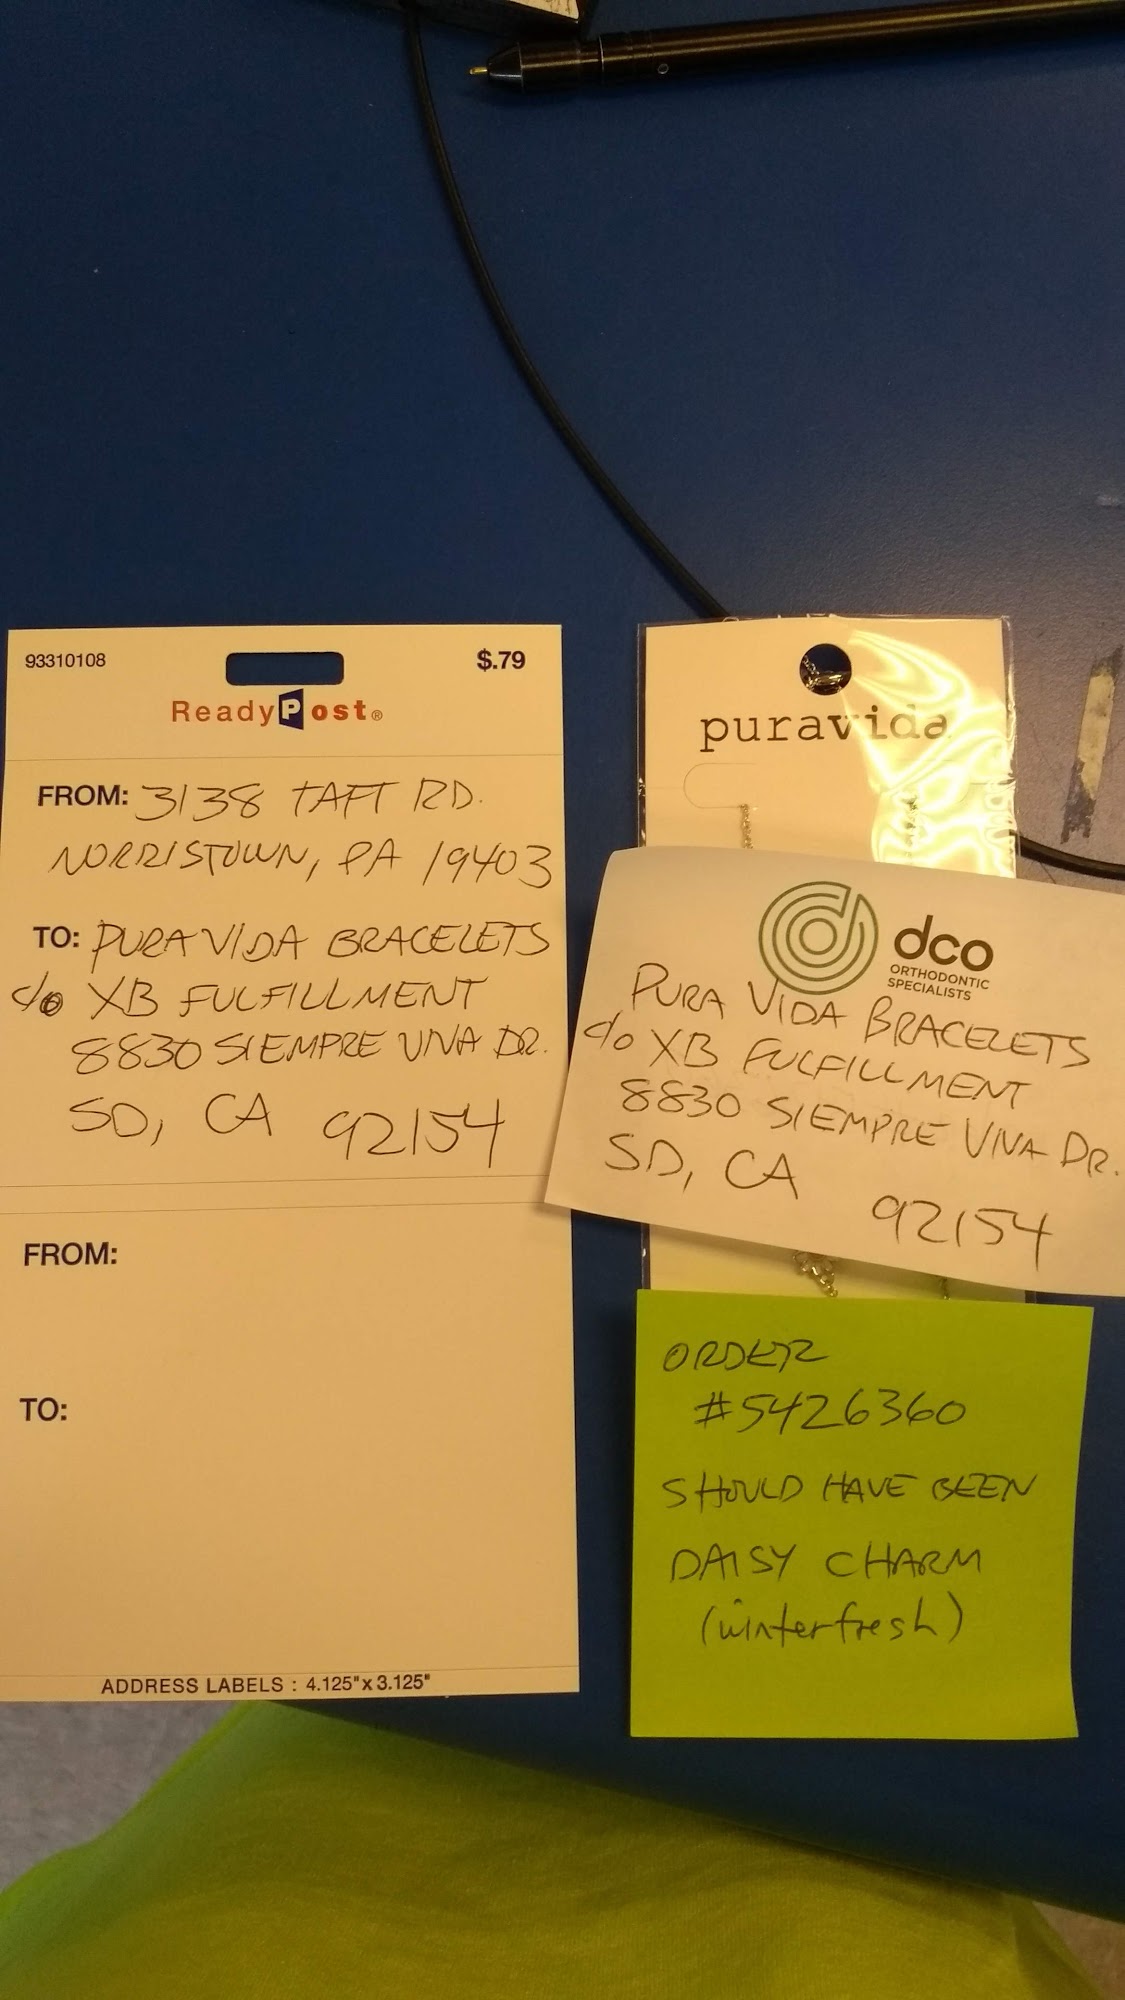 93310108 $.79
ReadyPost®
FROM: 3138 TAFT RD.
NORRISTOWN, PA 19403
TO: PURA VIDA BRACELETS
c/o XB FULFILLMENT
8830 SIEMPRE VIVA DR.
SD, CA 92154
FROM:
TO:
ADDRESS LABELS : 4.125" x 3.125"
puravida
dco
ORTHODONTIC
SPECIALISTS
PURA VIDA BRACELETS
c/o XB FULFILLMENT
8830 SIEMPRE VIVA DR.
SD, CA 92154
ORDER
#5426360
SHOULD HAVE BEEN
DAISY CHARM
(winterfresh)